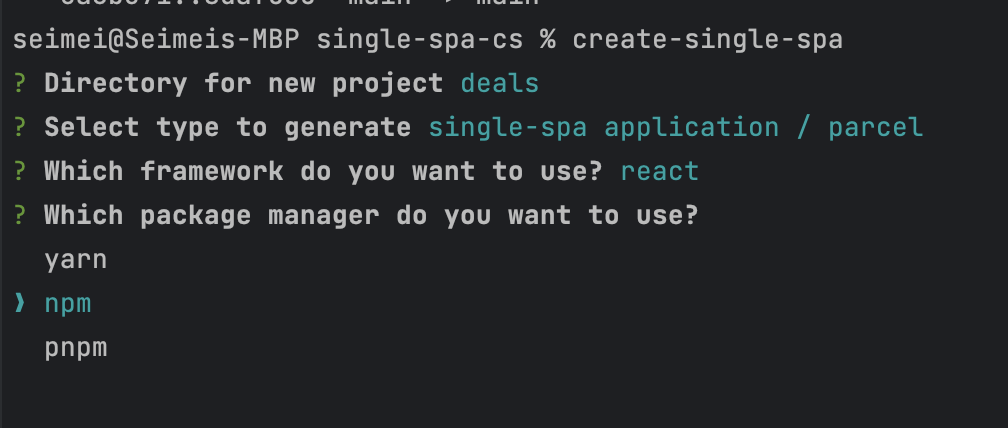 main -> main
seimei@Seimeis-MBP single-spa-cs % create-single-spa
? Directory for new project deals
? Select type to generate single-spa application / parcel
? Which framework do you want to use? react
? Which package manager do you want to use?
yarn
❯ npm
pnpm